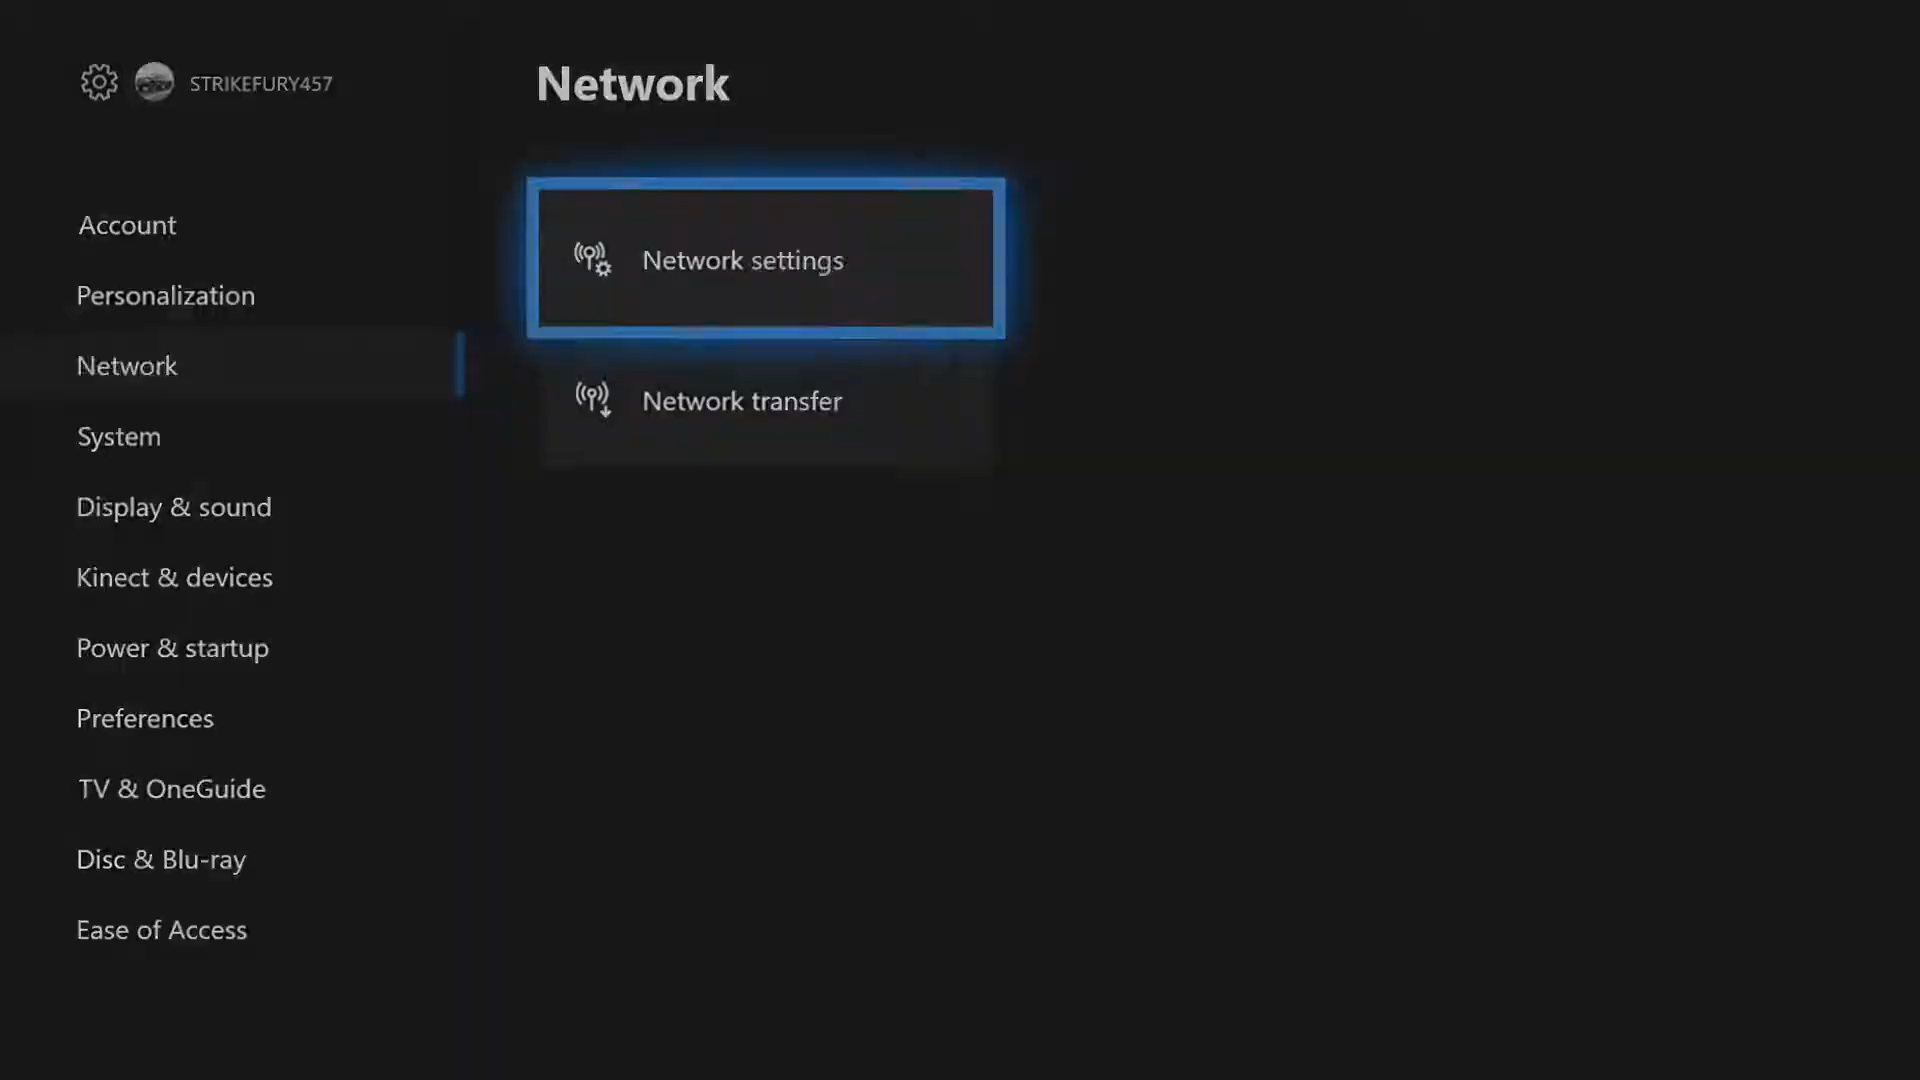 STRIKEFURY457
Account
Personalization
Network
System
Display & sound
Kinect & devices
Power & startup
Preferences
TV & OneGuide
Disc & Blu-ray
Ease of Access
Network
Network settings
Network transfer